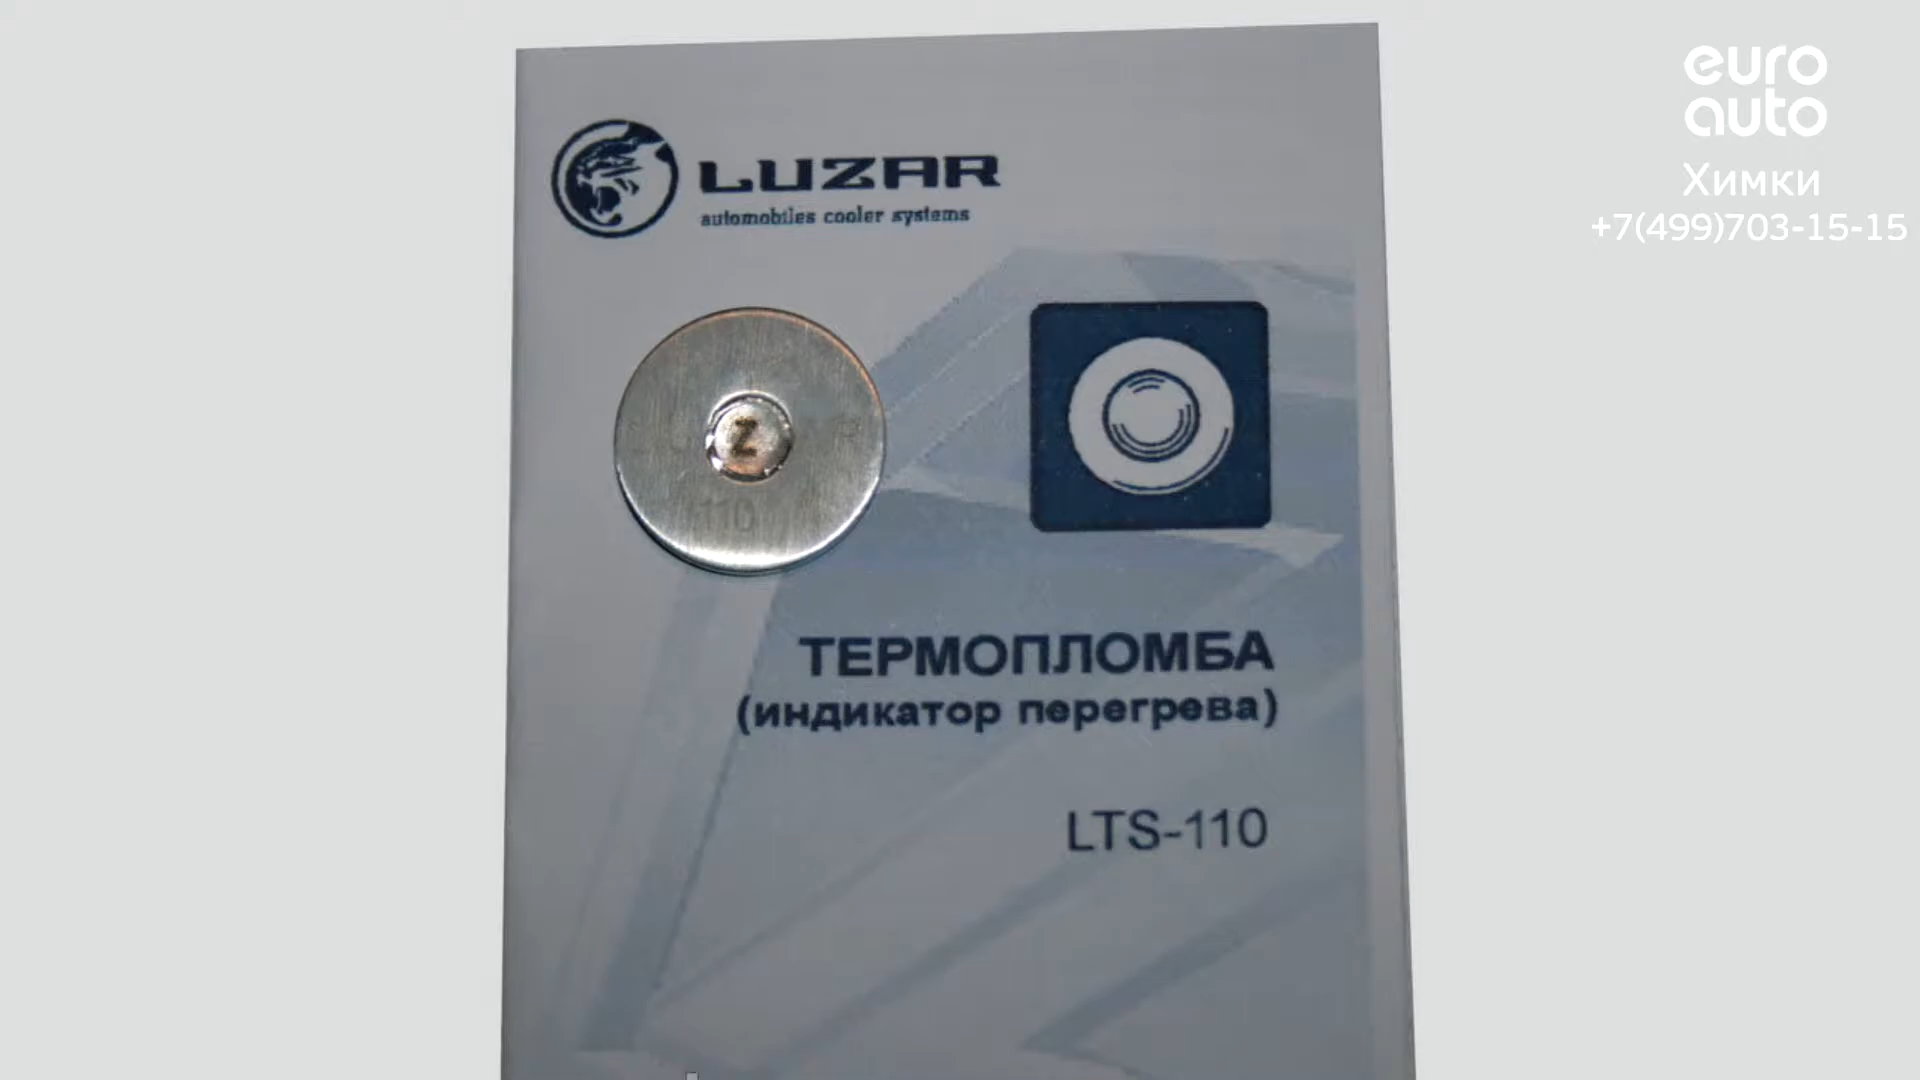 euro
auto
Химки
+7(499)703-15-15
LUZAR
automobiles cooler systems
Z
R
110
ТЕРМОПЛОМБА
(индикатор перегрева)
LTS-110